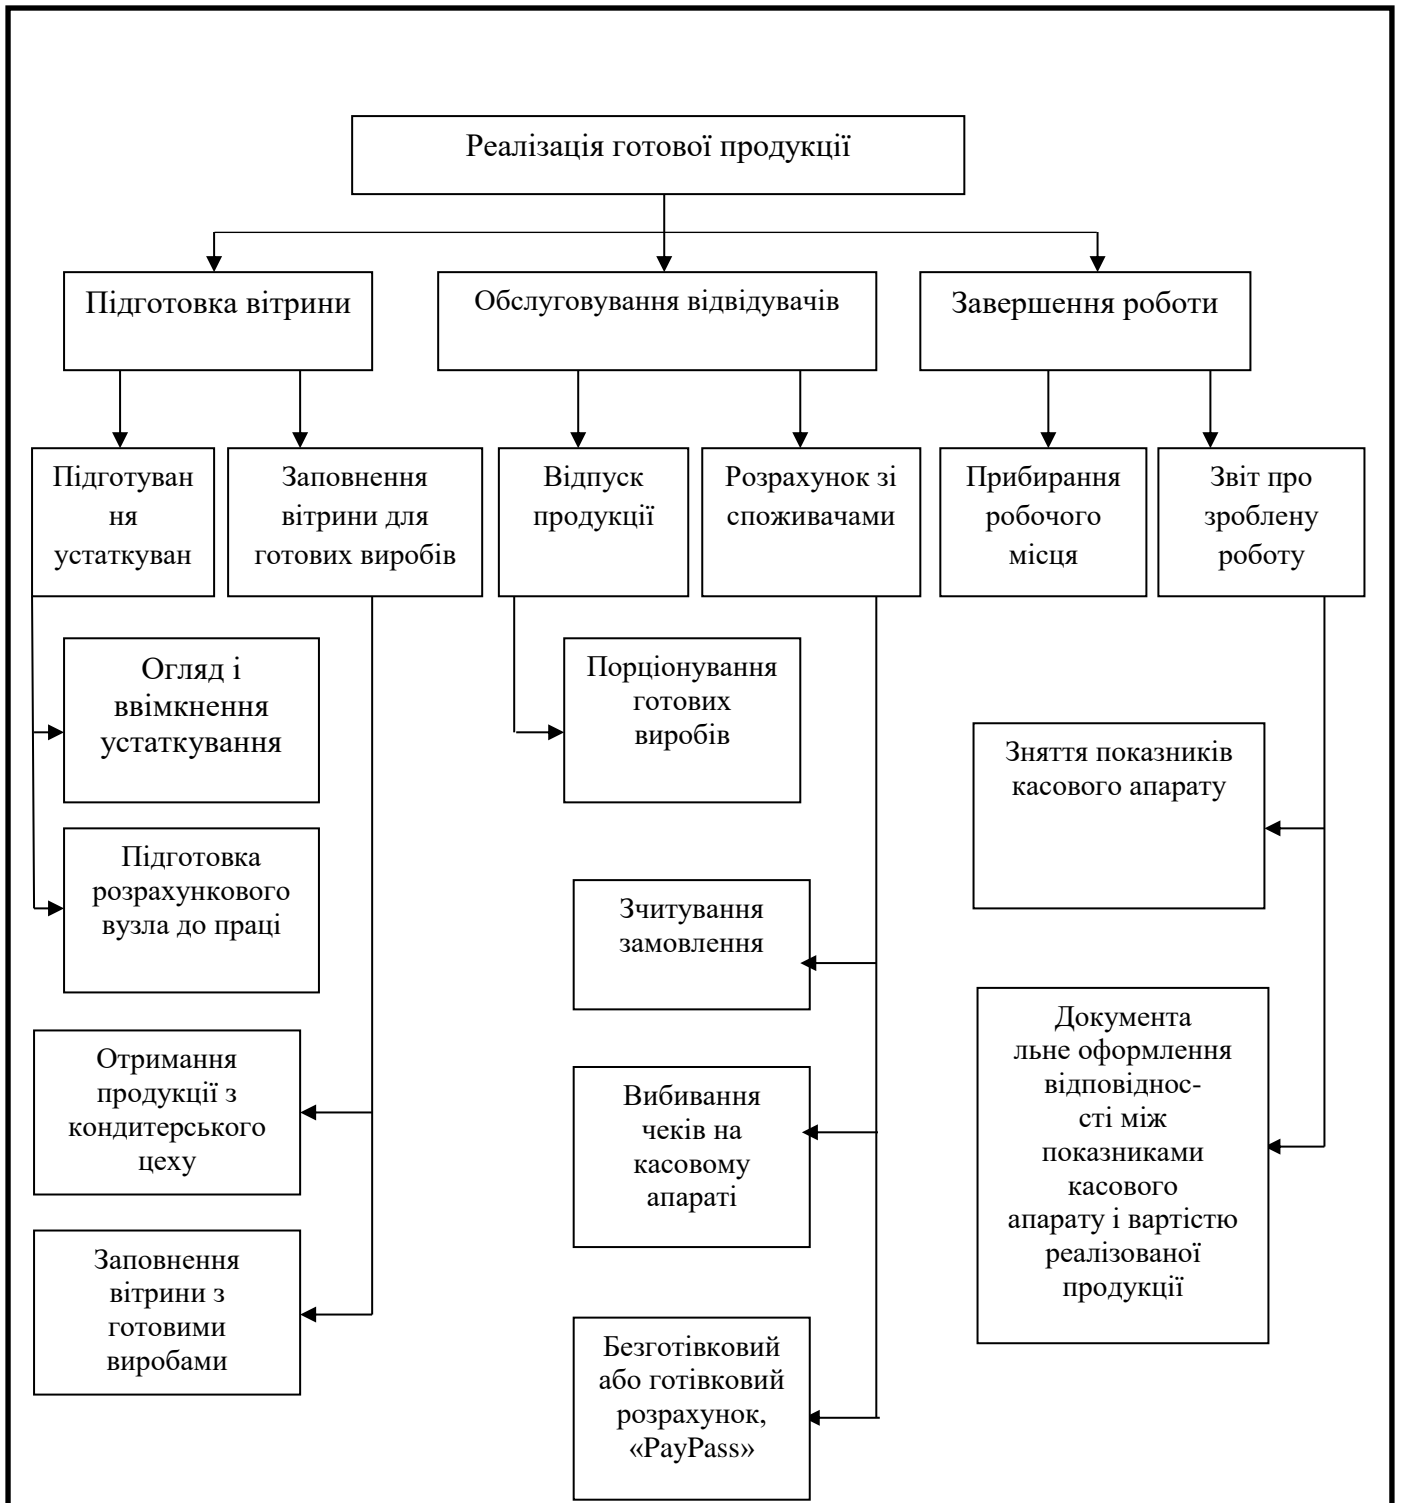 Реалізація готової продукції
Підготовка вітрини
Обслуговування відвідувачів
Завершення роботи
Підготуван
ня
устаткуван
Заповнення
вітрини для
готових виробів
Відпуск
продукції
Розрахунок зі
споживачами
Прибирання
робочого
місця
Звіт про
зроблену
роботу
Огляд і
ввімкнення
устаткування
Підготовка
розрахункового
вузла до праці
Отримання
продукції з
кондитерського
цеху
Заповнення
вітрини з
готовими
виробами
Порціонування
готових
виробів
Зчитування
замовлення
Вибивання
чеків на
касовому
апараті
Безготівковий
або готівковий
розрахунок,
«PayPass»
Зняття показників
касового апарату
Документа
льне оформлення
відповіднос-
сті між
показниками
касового
апарату і вартістю
реалізованої
продукції